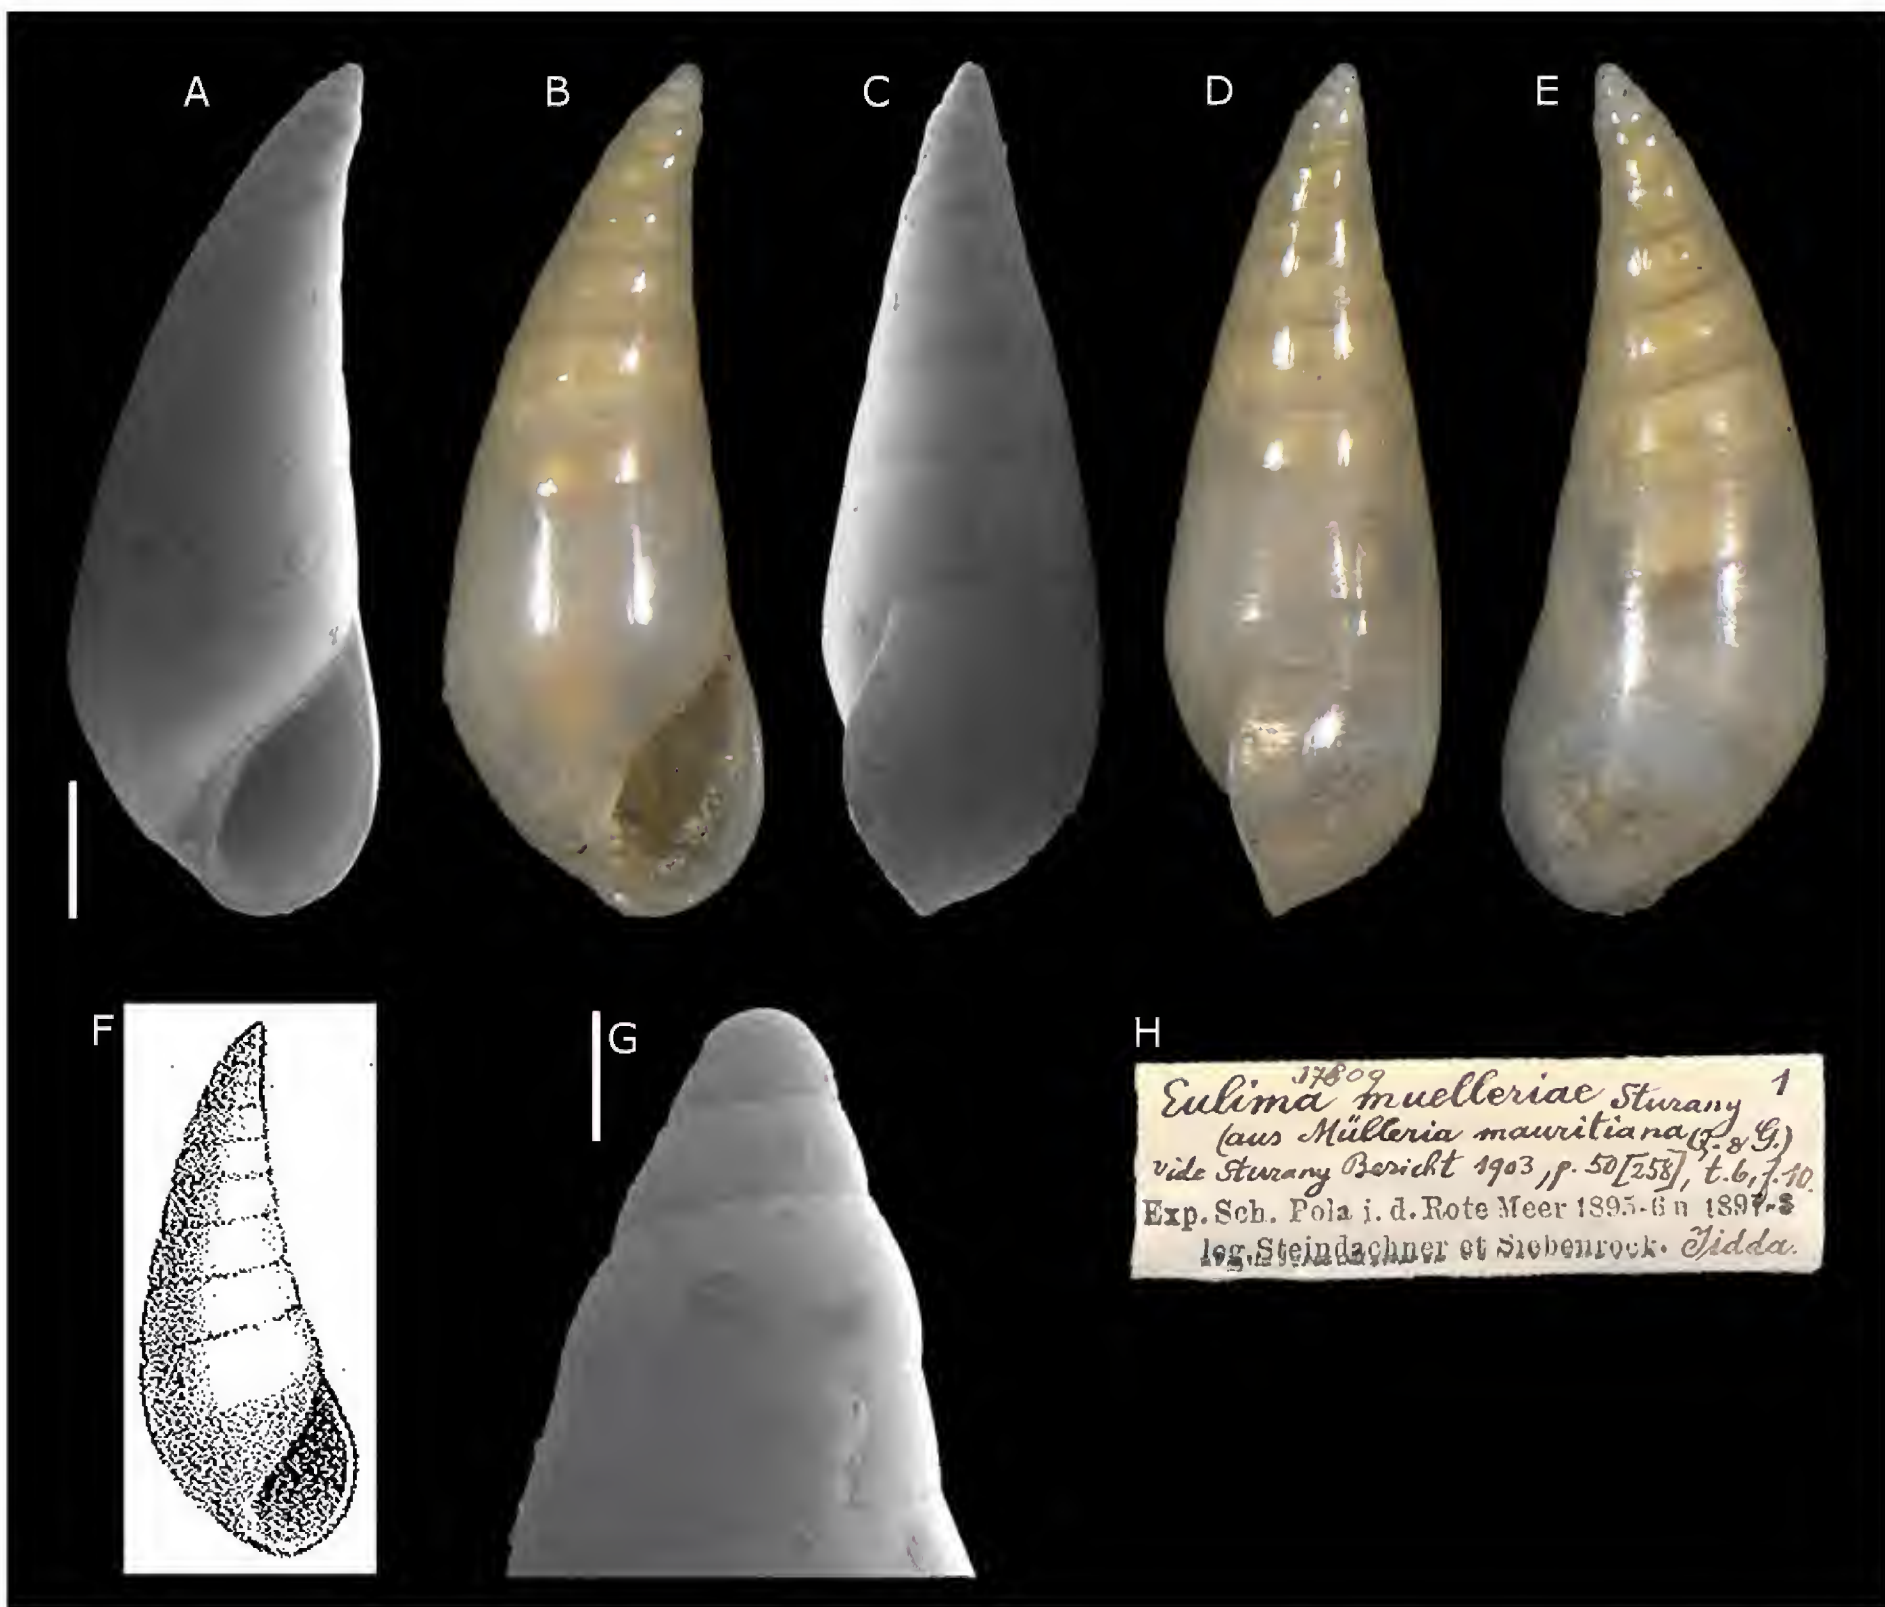 A
B
C
D
E
F
G
H
17809
Eulima muelleriae Sturany 1
(aus Mülleria mauritiana (Q. & G.)
vide Sturany Bericht 1903, p. 50 [258], t. 6, f. 10.
Exp. Sch. Pola i. d. Rote Meer 1895-6 u 1897-8
leg. Steindachner et Siebenrock. Jidda.